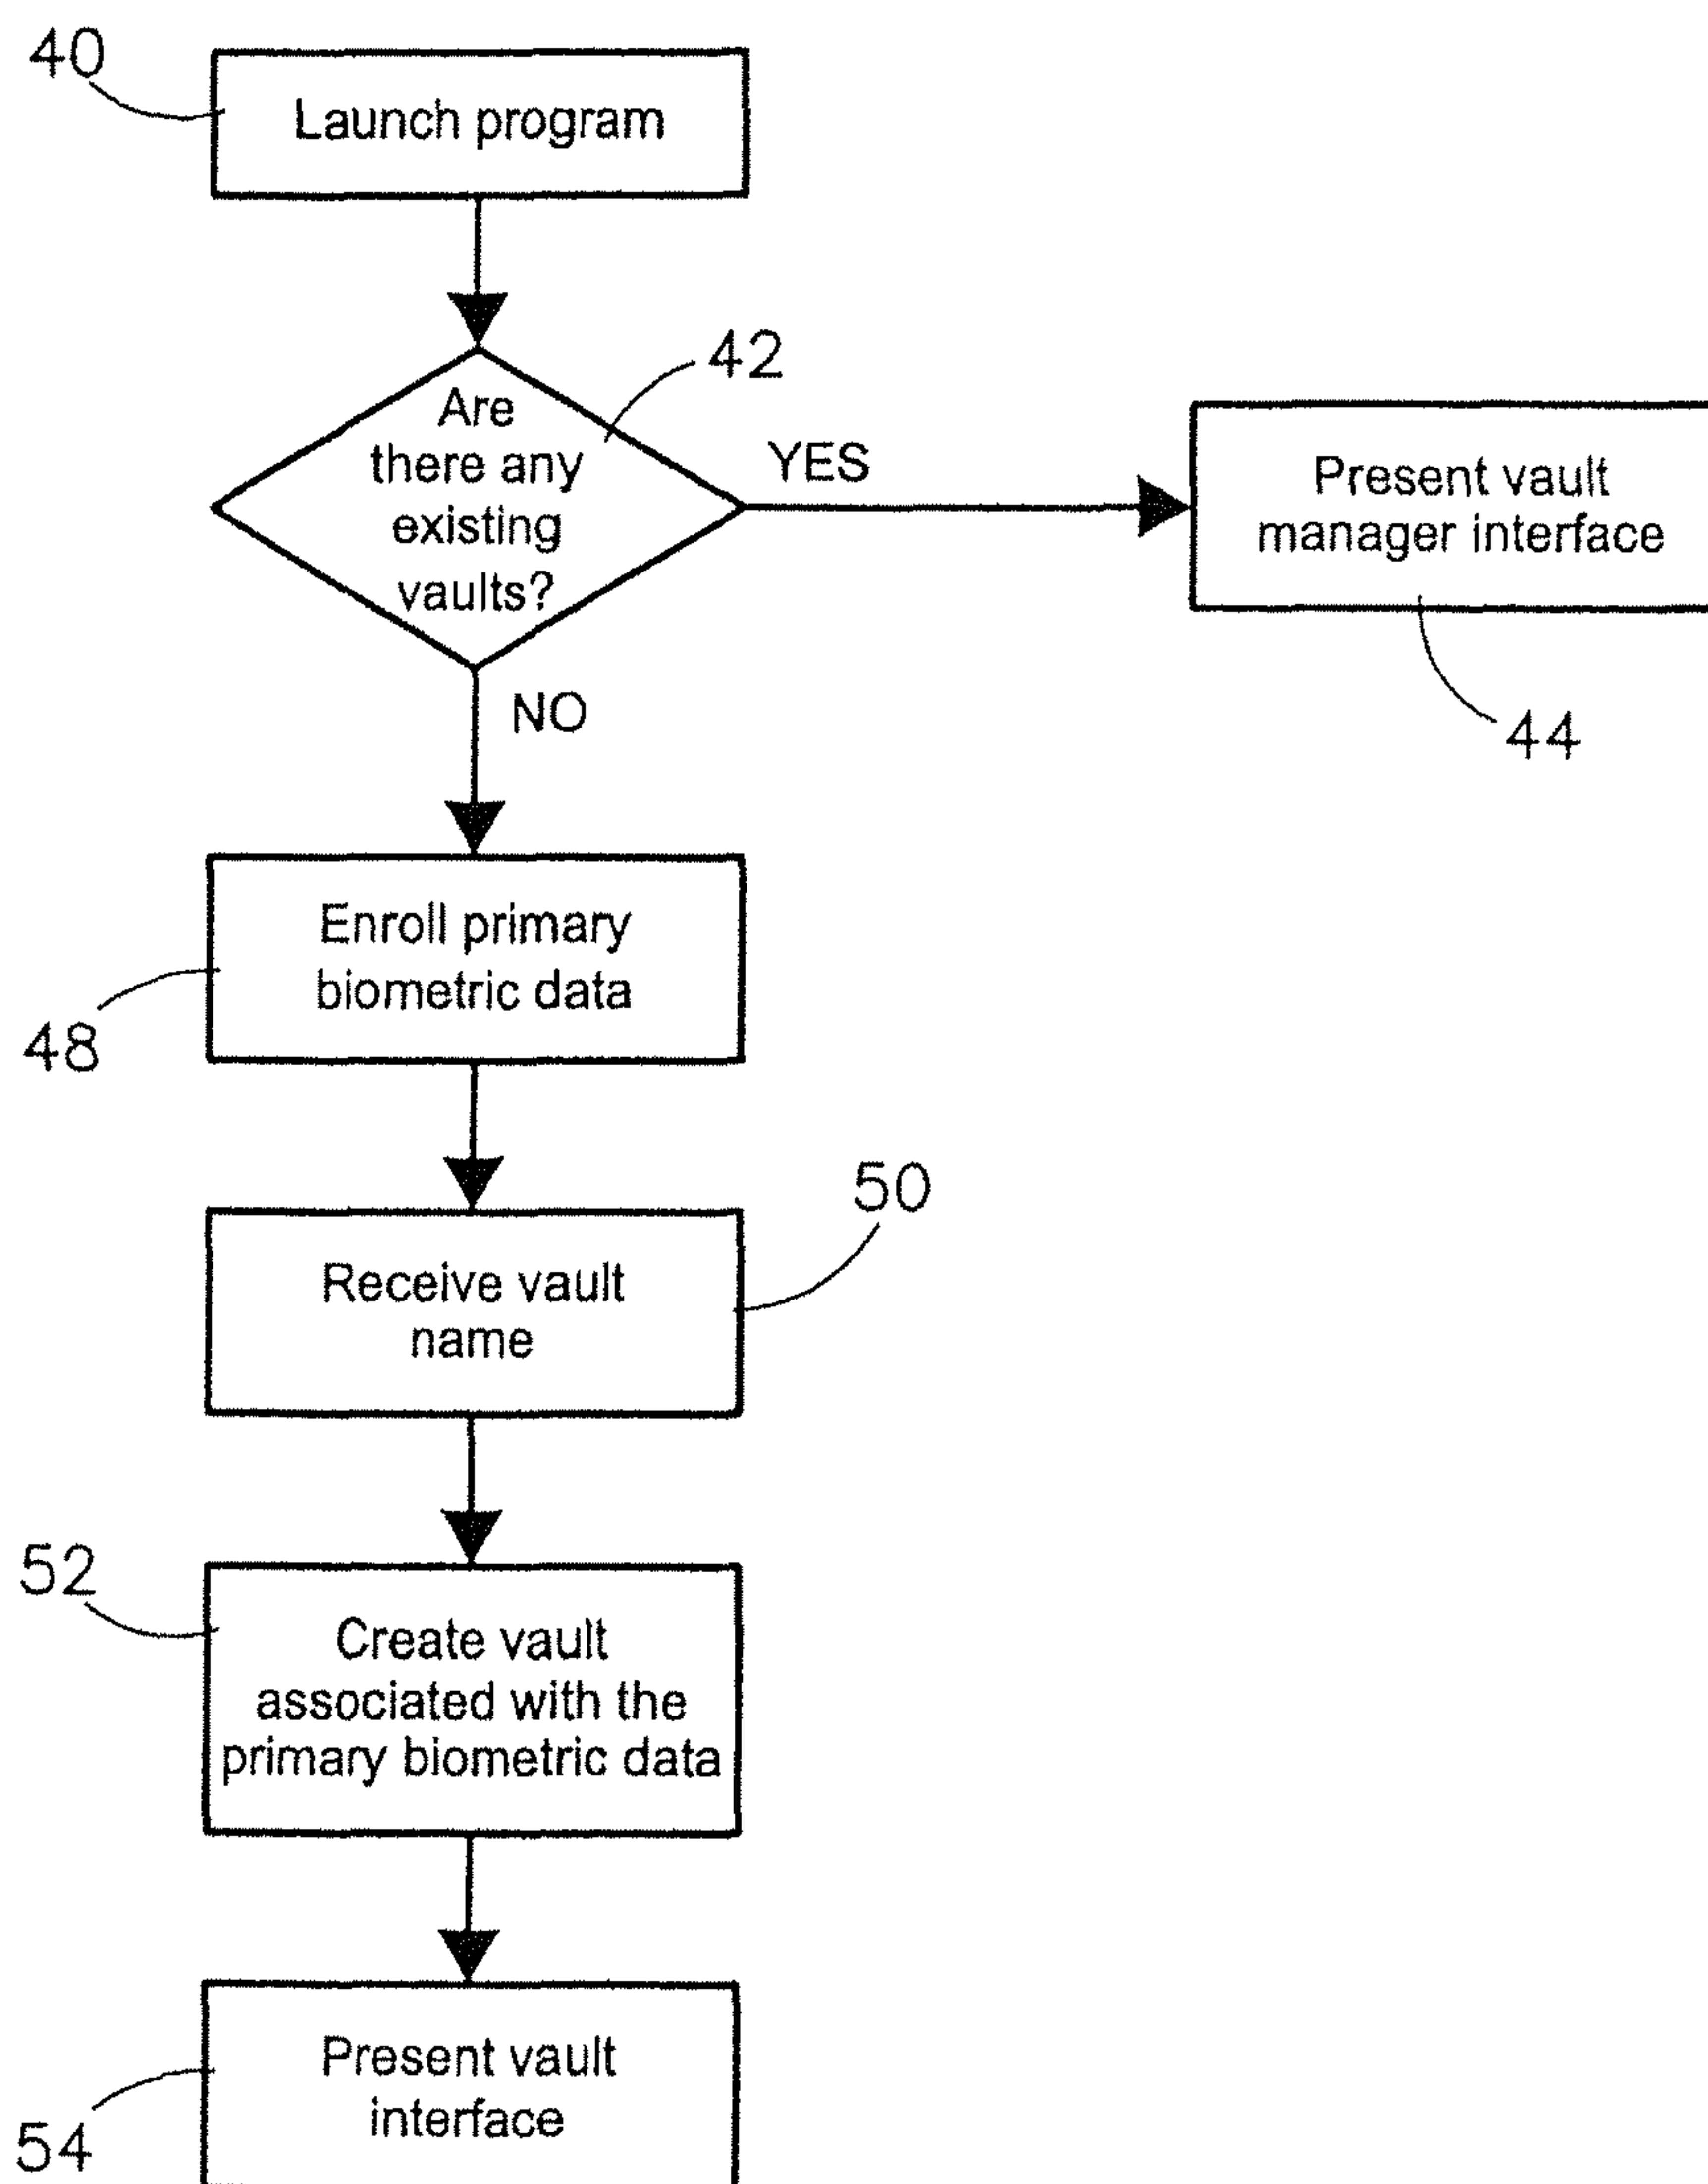 40
Launch program
42
Are
there any
existing
vaults?
YES
Present vault
manager interface
44
NO
Enroll primary
biometric data
48
50
Receive vault
name
52
Create vault
associated with the
primary biometric data
Present vault
interface
54